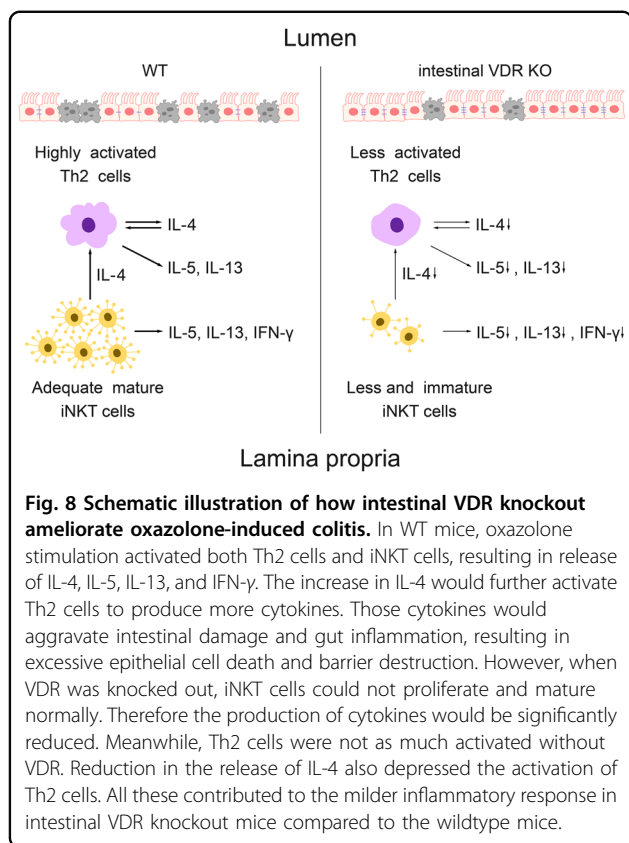 Lumen
WT
intestinal VDR KO
Highly activated
Th2 cells
IL-4
IL-5, IL-13
IL-4
IL-5, IL-13, IFN-γ
Adequate mature
iNKT cells
Less activated
Th2 cells
IL-4↓
IL-5↓ , IL-13↓
IL-4↓
IL-5↓ , IL-13↓ , IFN-γ↓
Less and immature
iNKT cells
Lamina propria
Fig. 8 Schematic illustration of how intestinal VDR knockout
ameliorate oxazolone-induced colitis. In WT mice, oxazolone
stimulation activated both Th2 cells and iNKT cells, resulting in release
of IL-4, IL-5, IL-13, and IFN-γ. The increase in IL-4 would further activate
Th2 cells to produce more cytokines. Those cytokines would
aggravate intestinal damage and gut inflammation, resulting in
excessive epithelial cell death and barrier destruction. However, when
VDR was knocked out, iNKT cells could not proliferate and mature
normally. Therefore the production of cytokines would be significantly
reduced. Meanwhile, Th2 cells were not as much activated without
VDR. Reduction in the release of IL-4 also depressed the activation of
Th2 cells. All these contributed to the milder inflammatory response in
intestinal VDR knockout mice compared to the wildtype mice.